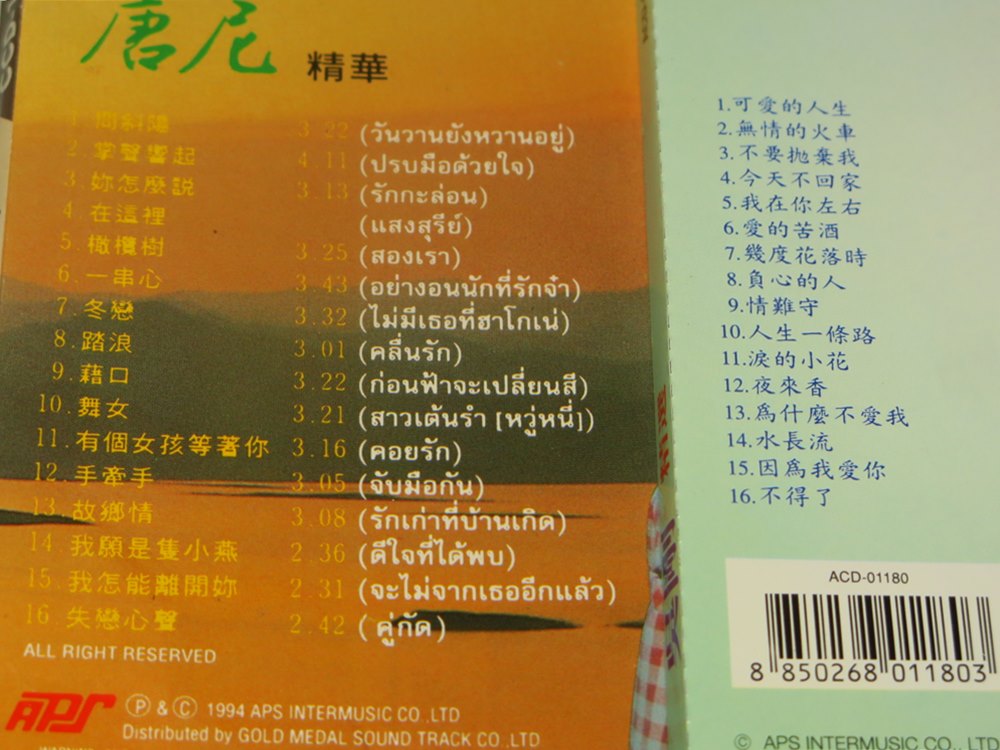 唐尼 精華
1. 問斜陽 3.22 (วันวานยังหวานอยู่)
2. 掌聲響起 4.11 (ปรบมือด้วยใจ)
3. 妳怎麼說 3.13 (รักกะล่อน)
4. 在這裡 (แสงสุรีย์)
5. 橄欖樹 3.25 (สองเรา)
6. 一串心 3.43 (อย่างอนนักที่รักจ๋า)
7. 冬戀 3.32 (ไม่มีเธอที่ฮาโกเน่)
8. 踏浪 3.01 (คลื่นรัก)
9. 藉口 3.22 (ก่อนฟ้าจะเปลี่ยนสี)
10. 舞女 3.21 (สาวเต้นรำ [หวู่หนี่])
11. 有個女孩等著你 3.16 (คอยรัก)
12. 手牽手 3.05 (จับมือกัน)
13. 故鄉情 3.08 (รักเก่าที่บ้านเกิด)
14. 我願是隻小燕 2.36 (ดีใจที่ได้พบ)
15. 我怎能離開妳 2.31 (จะไม่จากเธออีกแล้ว)
16 失戀心聲 2.42 (คู่กัด)
ALL RIGHT RESERVED
APS Ⓟ & Ⓒ 1994 APS INTERMUSIC CO.,LTD
Distributed by GOLD MEDAL SOUND TRACK CO.,LTD
1.可愛的人生
2.無情的火車
3.不要拋棄我
4.今天不回家
5.我在你左右
6.愛的苦酒
7.幾度花落時
8.負心的人
9.情難守
10.人生一條路
11.淚的小花
12.夜來香
13.爲什麼不愛我
14.水長流
15.因爲我愛你
16.不得了
ACD-01180
8 850268 011803
© APS INTERMUSIC CO., LTD